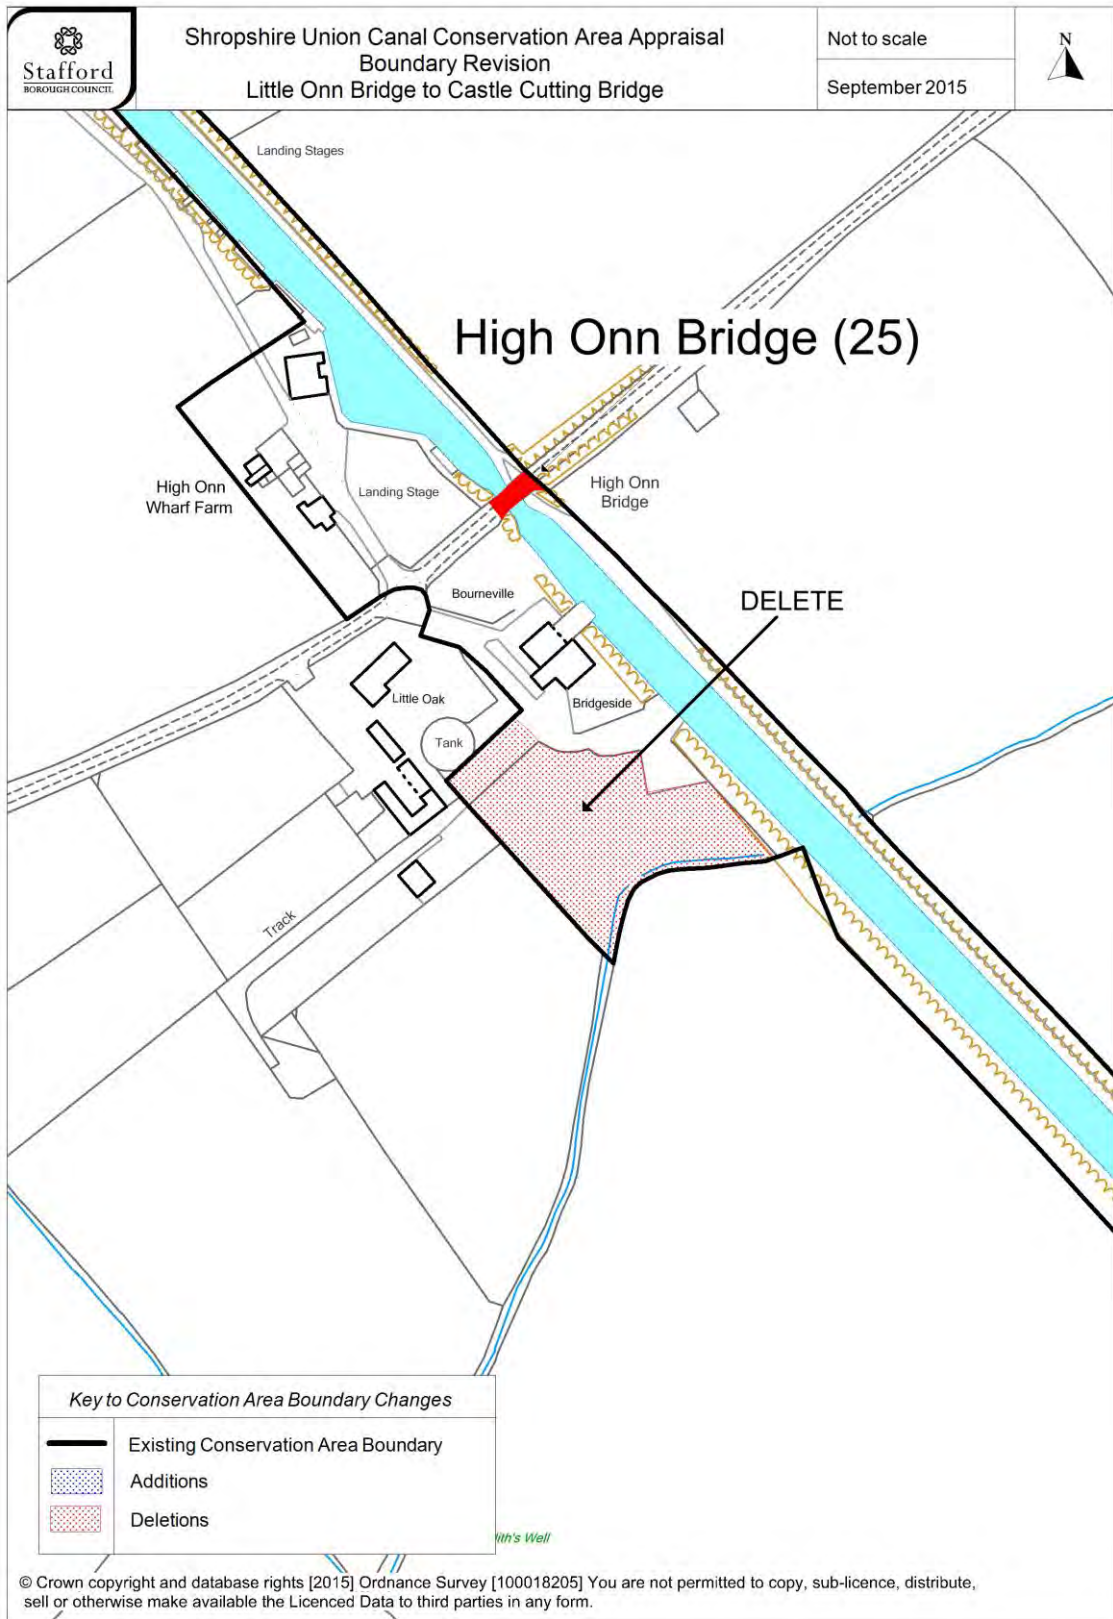 Stafford
BOROUGH COUNCIL
Shropshire Union Canal Conservation Area Appraisal
Boundary Revision
Little Onn Bridge to Castle Cutting Bridge
Not to scale
September 2015
N
Landing Stages
High Onn Bridge (25)
High Onn
Wharf Farm
Landing Stage
High Onn
Bridge
Bourneville
DELETE
Little Oak
Bridgeside
Tank
Track
Key to Conservation Area Boundary Changes
Existing Conservation Area Boundary
Additions
Deletions
ith's Well
© Crown copyright and database rights [2015] Ordnance Survey [100018205] You are not permitted to copy, sub-licence, distribute,
sell or otherwise make available the Licenced Data to third parties in any form.